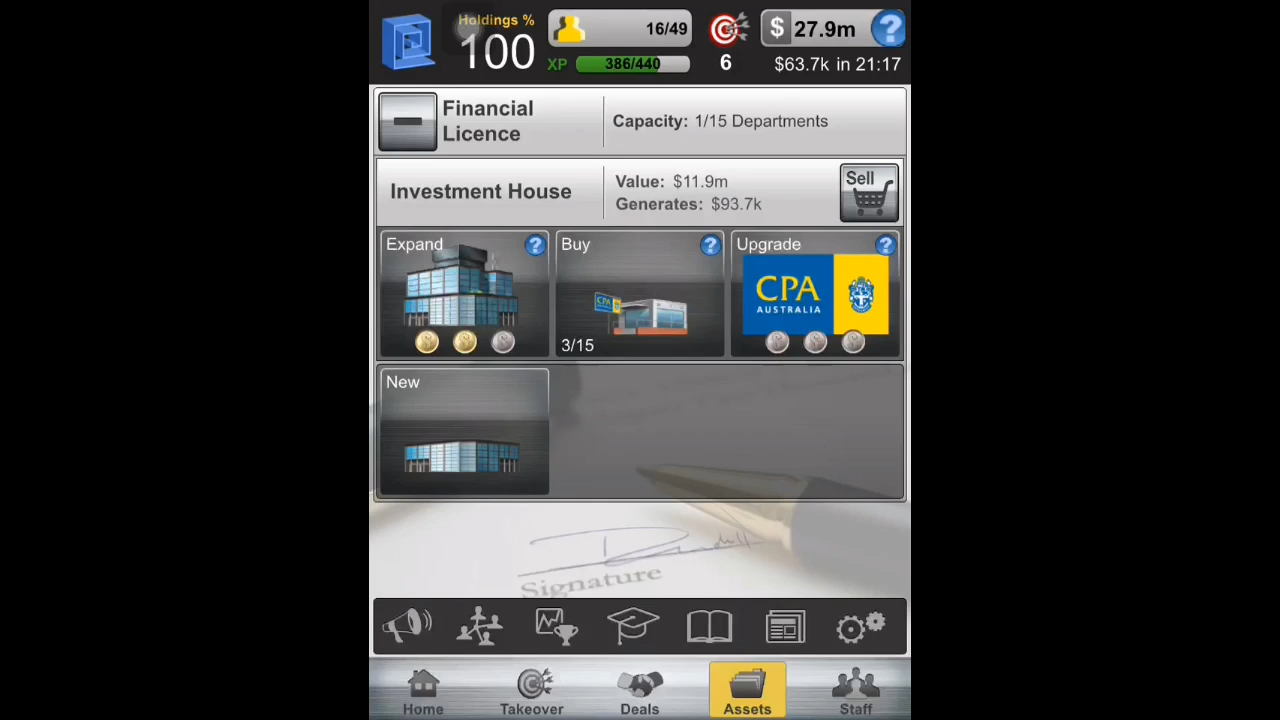 Holdings %
100
16/49
XP 386/440
6
$ 27.9m
?
$63.7k in 21:17
Financial
Licence
Capacity: 1/15 Departments
Investment House
Value: $11.9m
Generates: $93.7k
Sell
Expand ?
Buy ?
CPA
3/15
Upgrade ?
CPA
AUSTRALIA
New
Signature
Home
Takeover
Deals
Assets
Staff